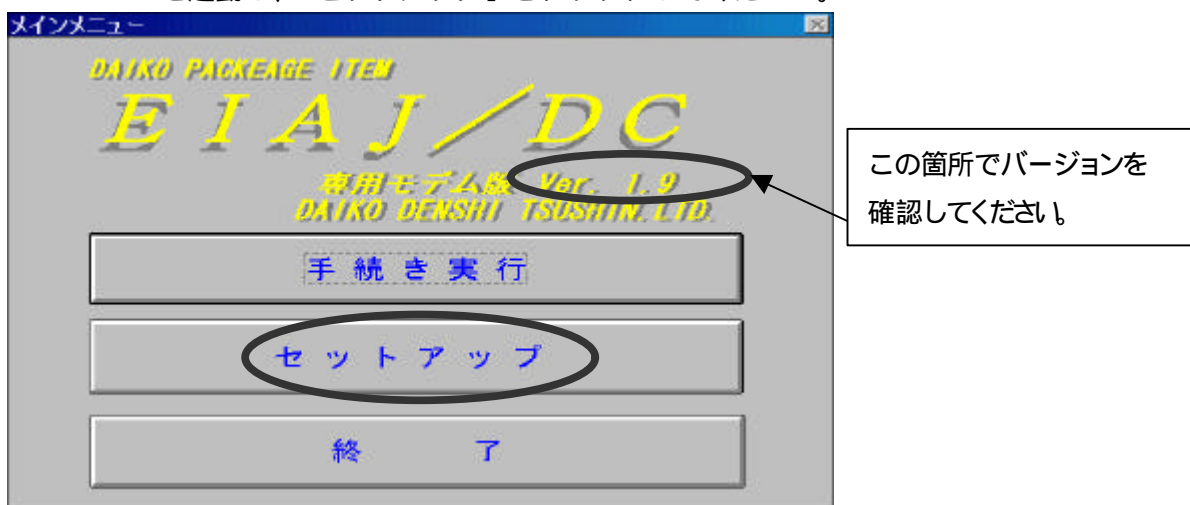 メインメニュー
DAIKO PACKEAGE ITEM
EIAJ／DC
専用モデム版 Ver. 1.9
DAIKO DENSHI TSUSHIN.LTD.
この箇所でバージョンを
確認してください。
手続き実行
セットアップ
終 了